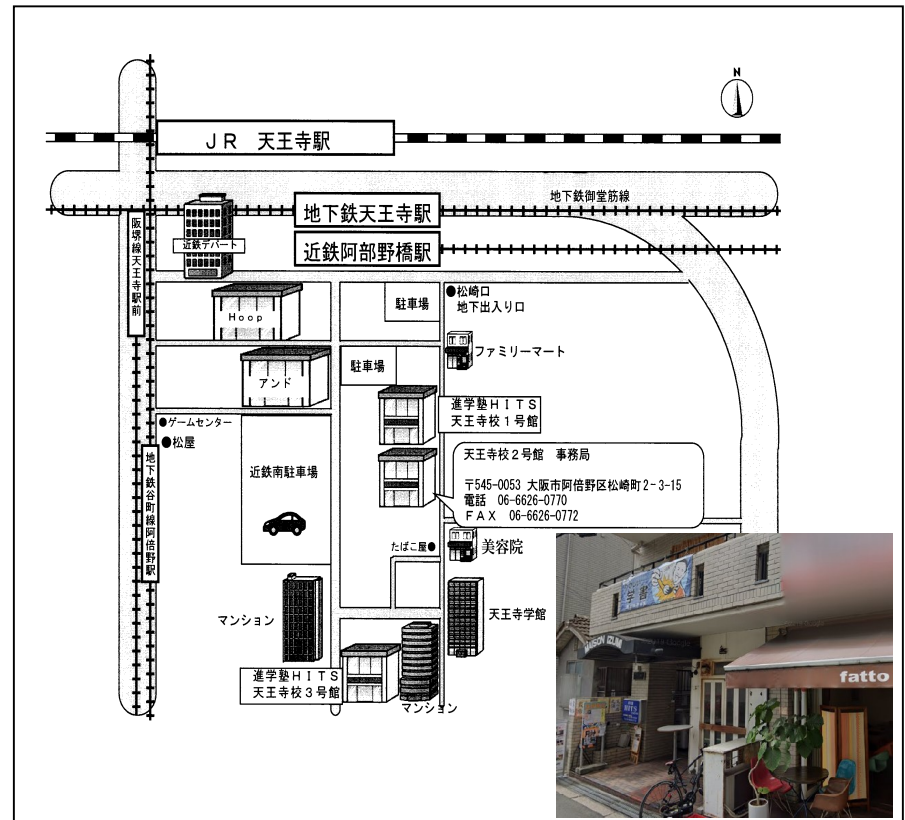 N
ＪＲ　天王寺駅
地下鉄御堂筋線
地下鉄天王寺駅
近鉄デパート
近鉄阿部野橋駅
阪堺線天王寺駅前
Ｈｏｏｐ
駐車場
●松崎口
地下出入り口
ファミリーマート
駐車場
アンド
進学塾ＨＩＴＳ
天王寺校１号館
●ゲームセンター
●松屋
地下鉄谷町線阿倍野駅
近鉄南駐車場
天王寺校２号館　事務局
〒545-0053 大阪市阿倍野区松崎町2-3-15
電話　06-6626-0770
ＦＡＸ　06-6626-0772
たばこ屋●
美容院
マンション
天王寺学館
進学塾ＨＩＴＳ
天王寺校３号館
マンション
MAISON IZUMI
HITS
fatto